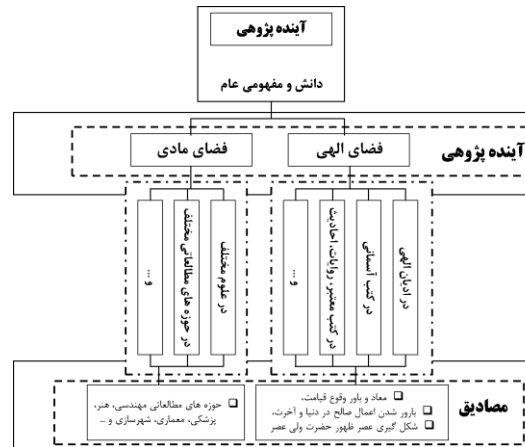 آینده پژوهی
دانش و مفهومی عام
آینده پژوهی
فضای الهی
فضای مادی
در ادیان الهی
در کتب آسمانی
در کتب معتبر، روایات، احادیث
و ...
در علوم مختلف
در حوزه های مطالعاتی مختلف
و ...
مصادیق
معاد و باور وقوع قیامت،
بارور شدن اعمال صالح در دنیا و آخرت،
شکل گیری عصر ظهور حضرت ولی عصر
حوزه های مطالعاتی مهندسی، هنر،
پزشکی، معماری، شهرسازی و ...